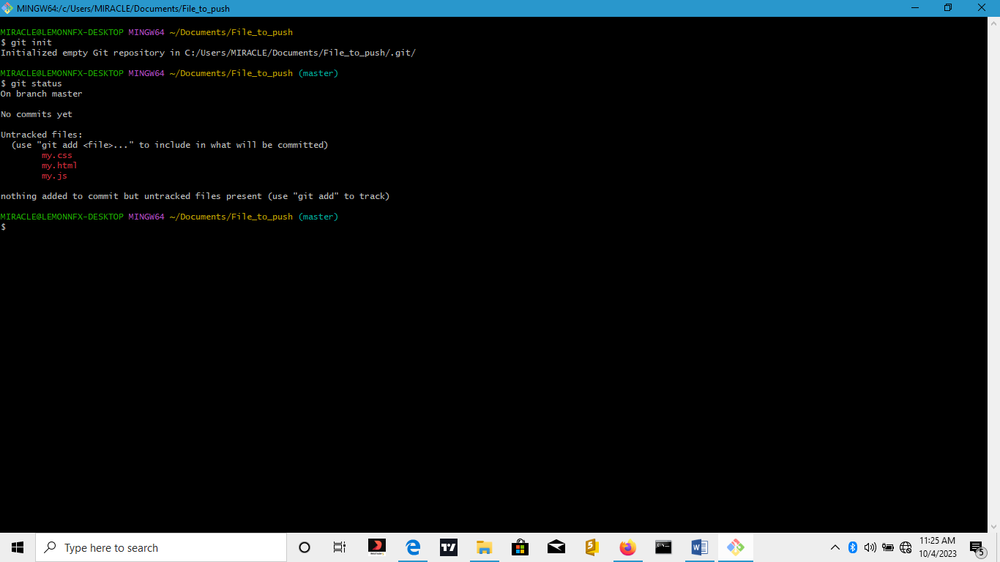 MINGW64:/c/Users/MIRACLE/Documents/File_to_push
MIRACLE@LEMONNFX-DESKTOP MINGW64 ~/Documents/File_to_push
$ git init
Initialized empty Git repository in C:/Users/MIRACLE/Documents/File_to_push/.git/
MIRACLE@LEMONNFX-DESKTOP MINGW64 ~/Documents/File_to_push (master)
$ git status
On branch master
No commits yet
Untracked files:
(use "git add <file>..." to include in what will be committed)
my.css
my.html
my.js
nothing added to commit but untracked files present (use "git add" to track)
MIRACLE@LEMONNFX-DESKTOP MINGW64 ~/Documents/File_to_push (master)
$
Type here to search
11:25 AM
10/4/2023
5